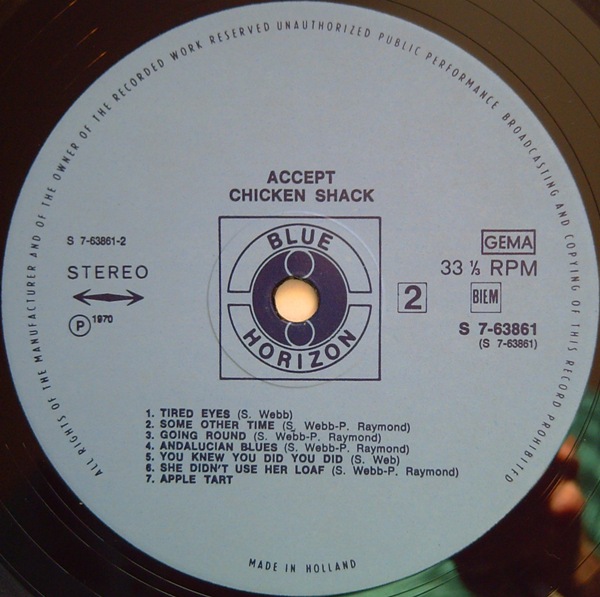 ALL RIGHTS OF THE MANUFACTURER AND OF THE OWNER OF THE RECORDED WORK RESERVED UNAUTHORIZED PUBLIC PERFORMANCE BROADCASTING AND COPYING OF THIS RECORD PROHIBITED
ACCEPT
CHICKEN SHACK
S 7-63861-2
STEREO
P 1970
BLUE
HORIZON
GEMA
33 ⅓ RPM
2
BIEM
S 7-63861
(S 7-63861)
1. TIRED EYES (S. Webb)
2. SOME OTHER TIME (S. Webb-P. Raymond)
3. GOING ROUND (S. Webb-P. Raymond)
4. ANDALUCIAN BLUES (S. Webb-P. Raymond)
5. YOU KNEW YOU DID YOU DID (S. Web)
6. SHE DIDN'T USE HER LOAF (S. Webb-P. Raymond)
7. APPLE TART
MADE IN HOLLAND